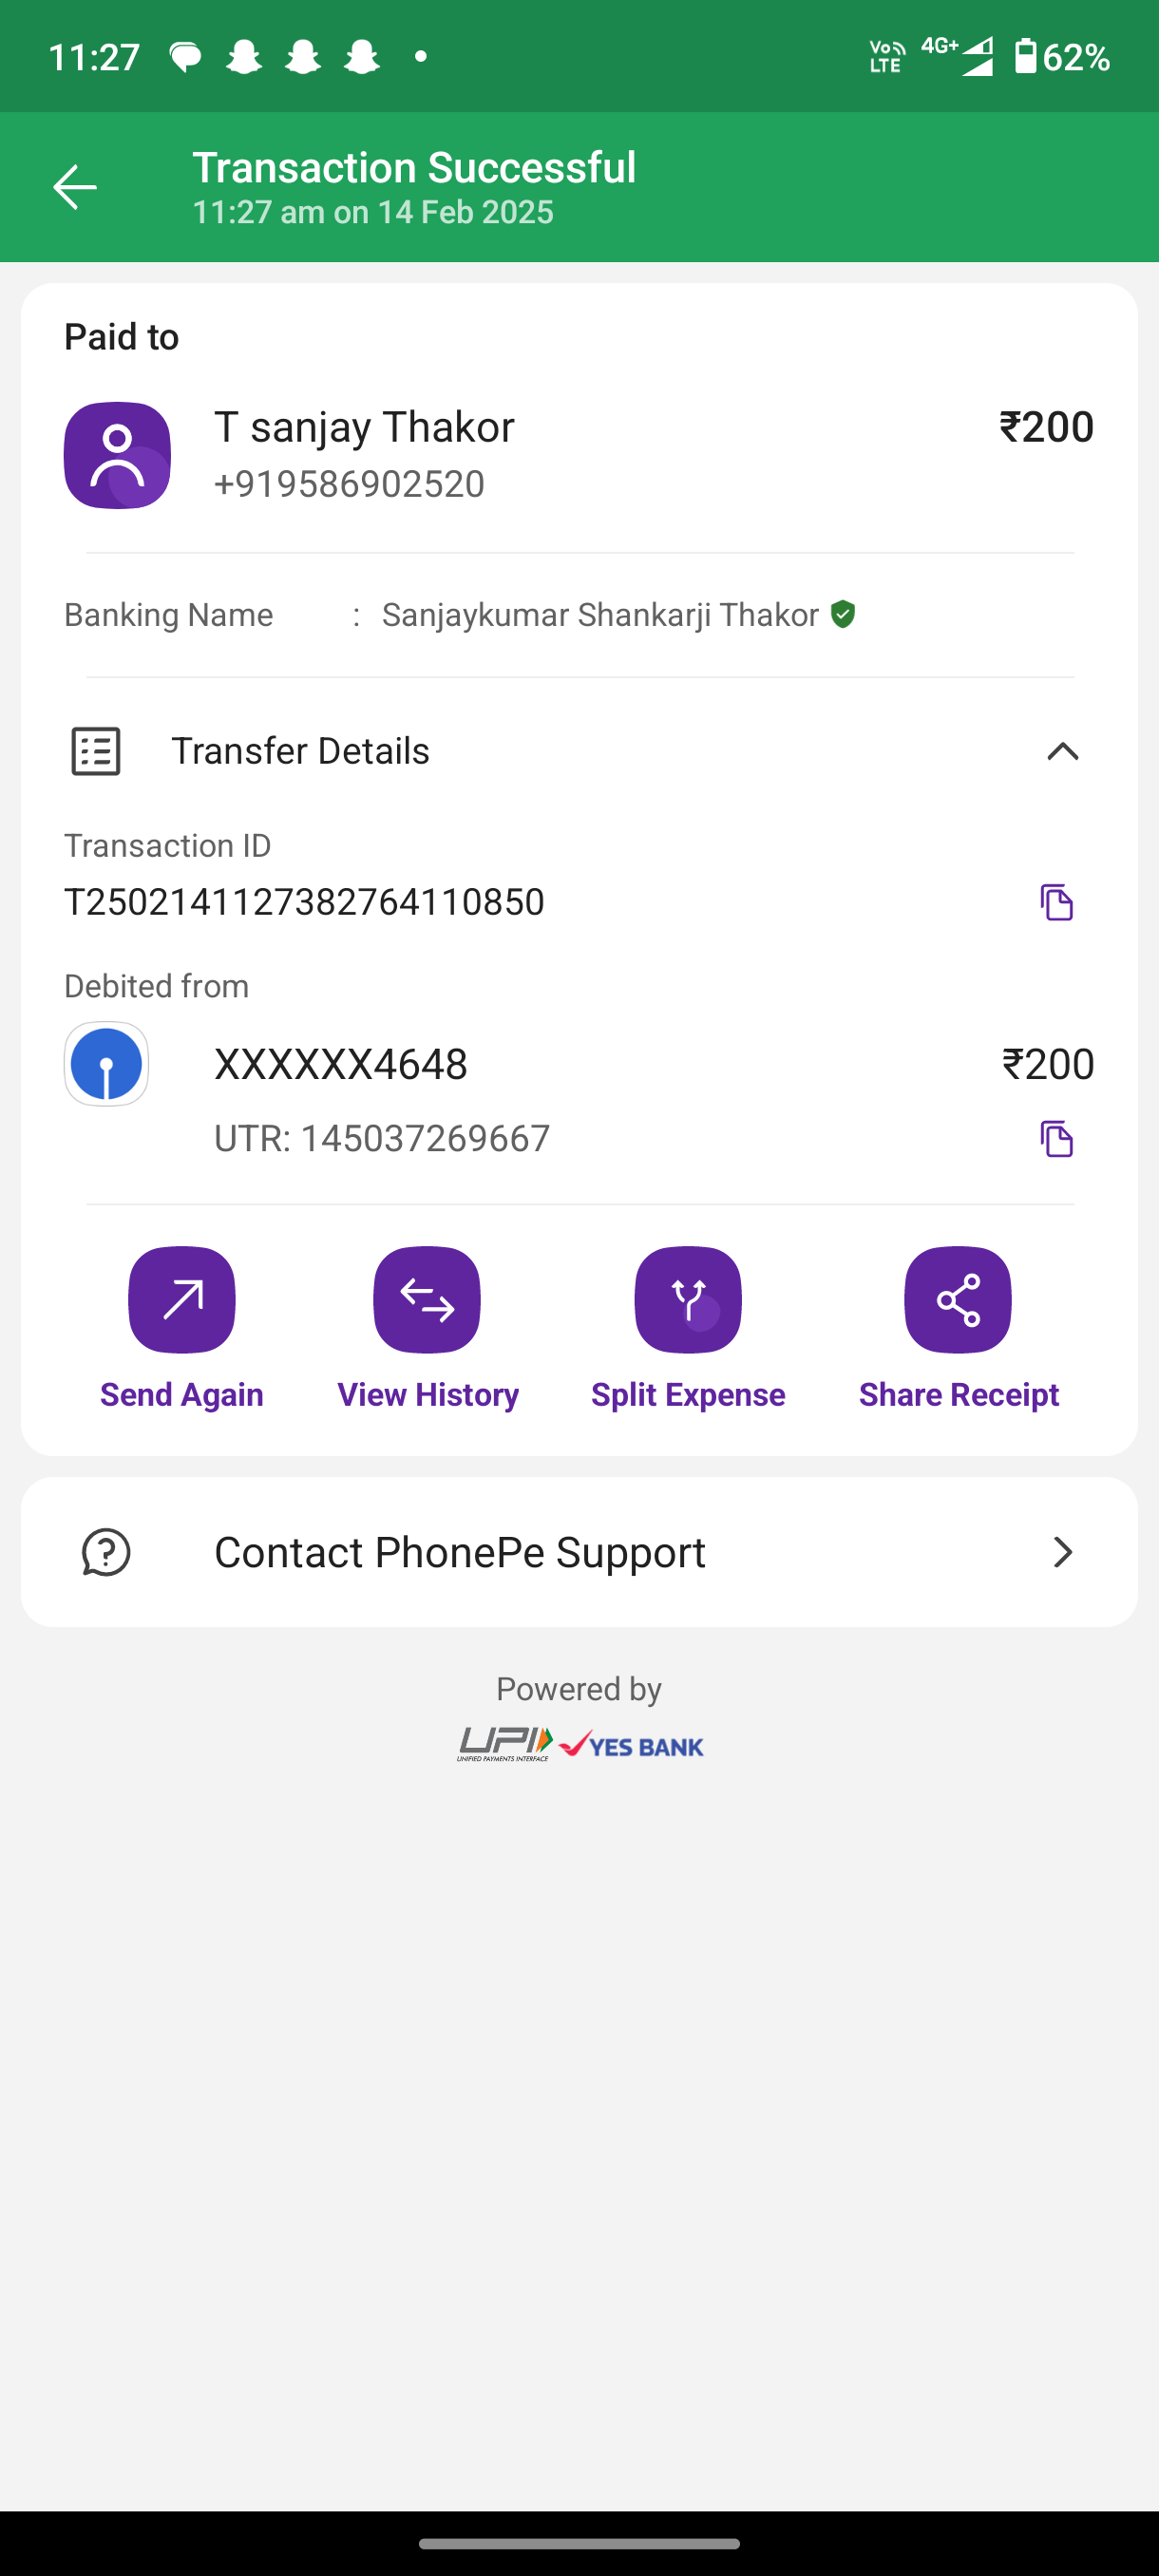 11:27
Vo LTE 4G+ 62%
Transaction Successful
11:27 am on 14 Feb 2025
Paid to
T sanjay Thakor ₹200
+919586902520
Banking Name : Sanjaykumar Shankarji Thakor
Transfer Details
Transaction ID
T2502141127382764110850
Debited from
XXXXXX4648 ₹200
UTR: 145037269667
Send Again View History Split Expense Share Receipt
Contact PhonePe Support
Powered by
UPI YES BANK
UNIFIED PAYMENTS INTERFACE